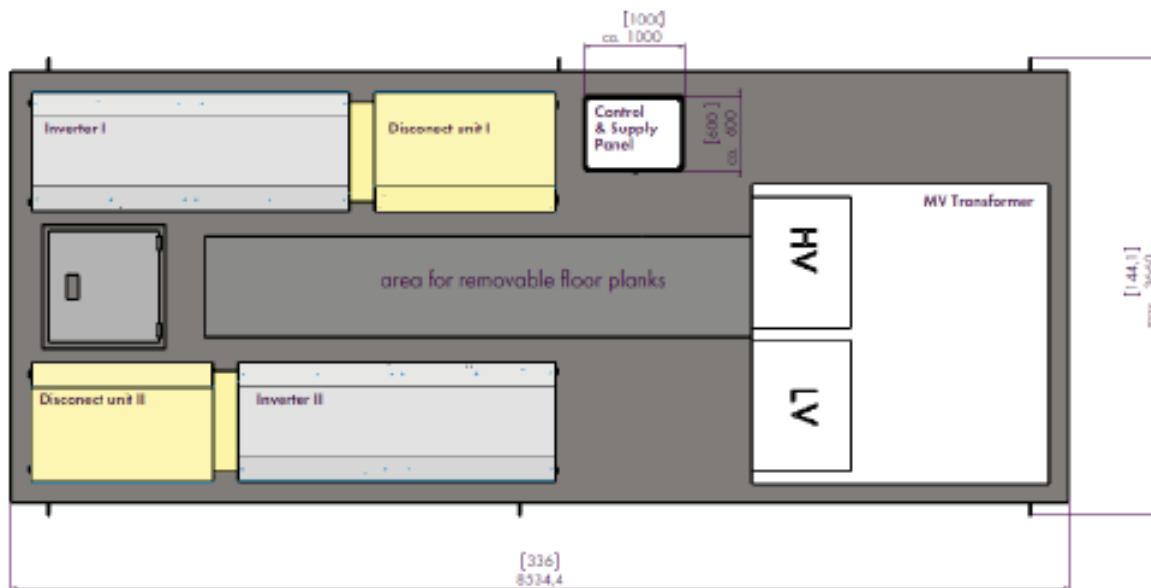 [1000]
ca. 1000
Inverter I
Disconect unit I
Control
& Supply
Panel
[600 ]
ca. 600
MV Transformer
HV
area for removable floor planks
[144,1]
LV
Disconect unit II
Inverter II
[336]
8534,4